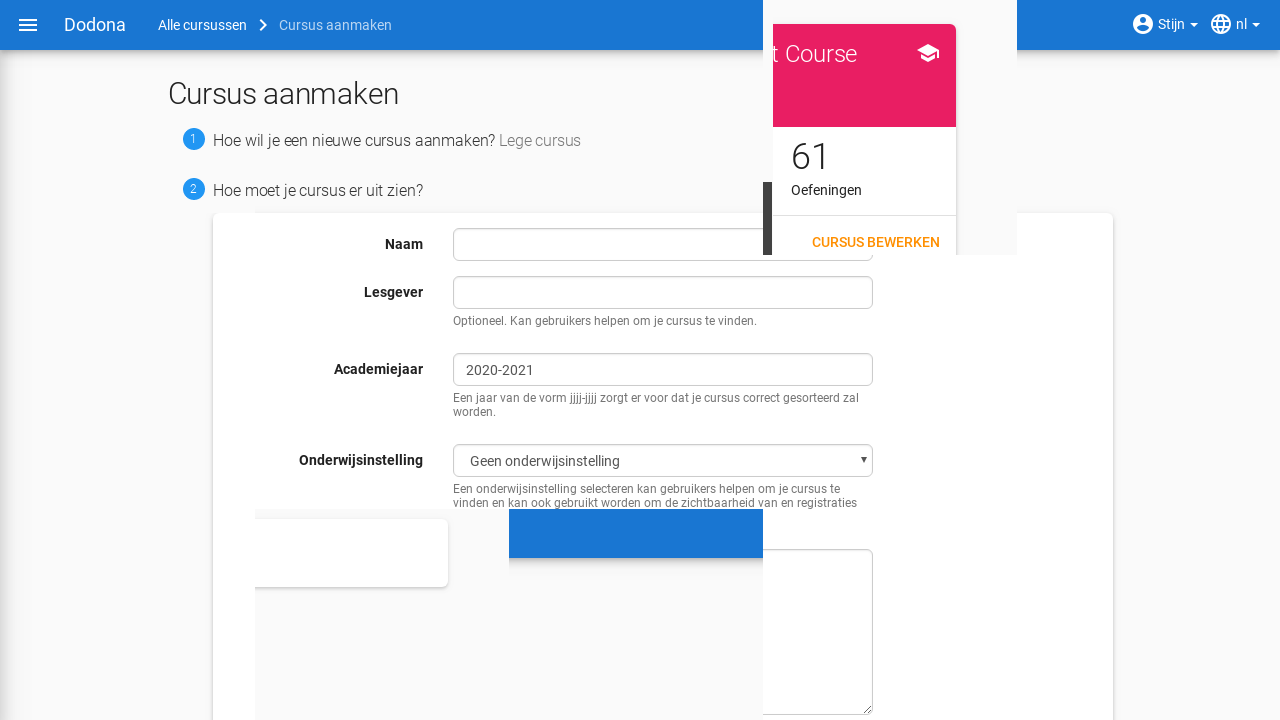 Dodona
Alle cursussen
Cursus aanmaken
Stijn
nl
t Course
Cursus aanmaken
1 Hoe wil je een nieuwe cursus aanmaken? Lege cursus
61
Oefeningen
2 Hoe moet je cursus er uit zien?
CURSUS BEWERKEN
Naam
Lesgever
Optioneel. Kan gebruikers helpen om je cursus te vinden.
Academiejaar
2020-2021
Een jaar van de vorm jjjj-jjjj zorgt er voor dat je cursus correct gesorteerd zal
worden.
Onderwijsinstelling
Geen onderwijsinstelling
Een onderwijsinstelling selecteren kan gebruikers helpen om je cursus te
vinden en kan ook gebruikt worden om de zichtbaarheid van en registraties